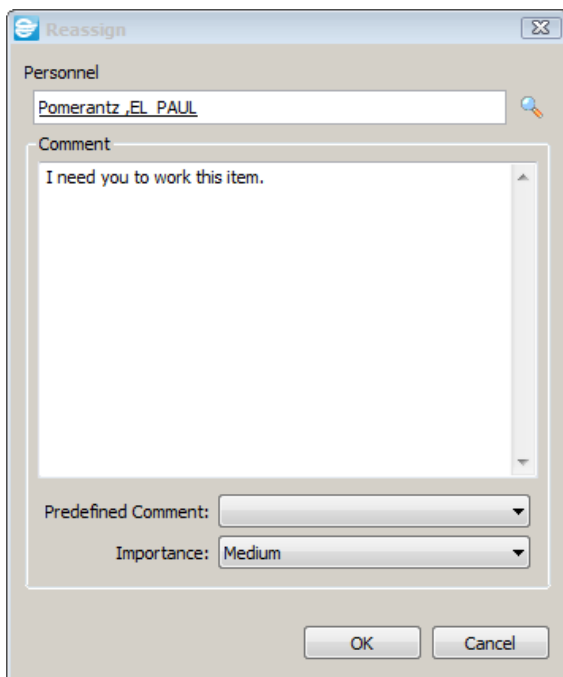 Reassign
Personnel
Pomerantz ,EL PAUL
Comment
I need you to work this item.
Predefined Comment:
Importance: Medium
OK Cancel